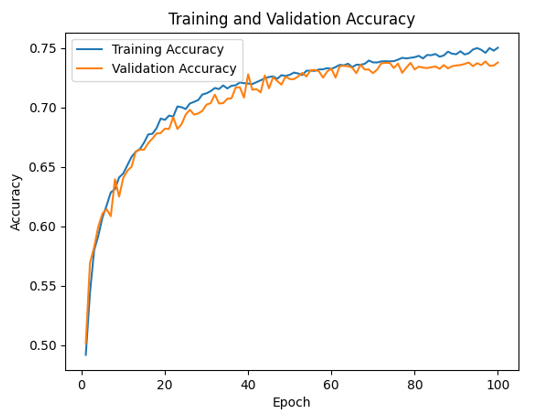 Training and Validation Accuracy
Training Accuracy
Validation Accuracy
0.75
0.70
0.65
0.60
0.55
0.50
Accuracy
0
20
40
60
80
100
Epoch